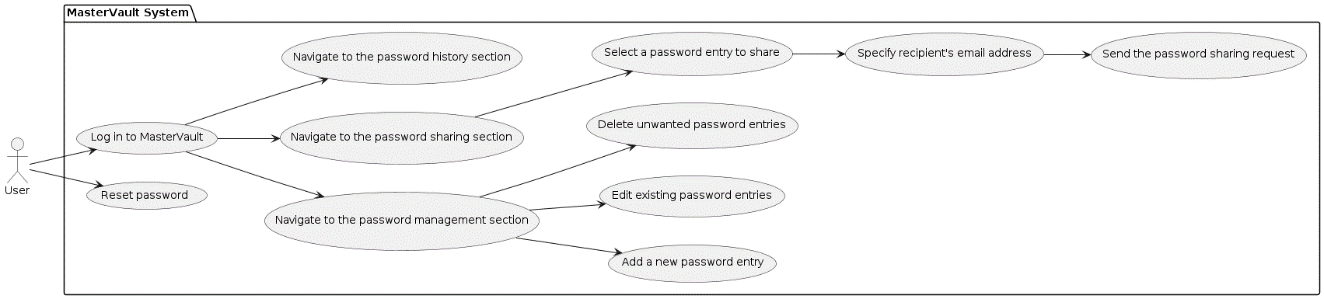 MasterVault System
Navigate to the password history section
Select a password entry to share
Specify recipient's email address
Send the password sharing request
Log in to MasterVault
Navigate to the password sharing section
Delete unwanted password entries
User
Reset password
Navigate to the password management section
Edit existing password entries
Add a new password entry